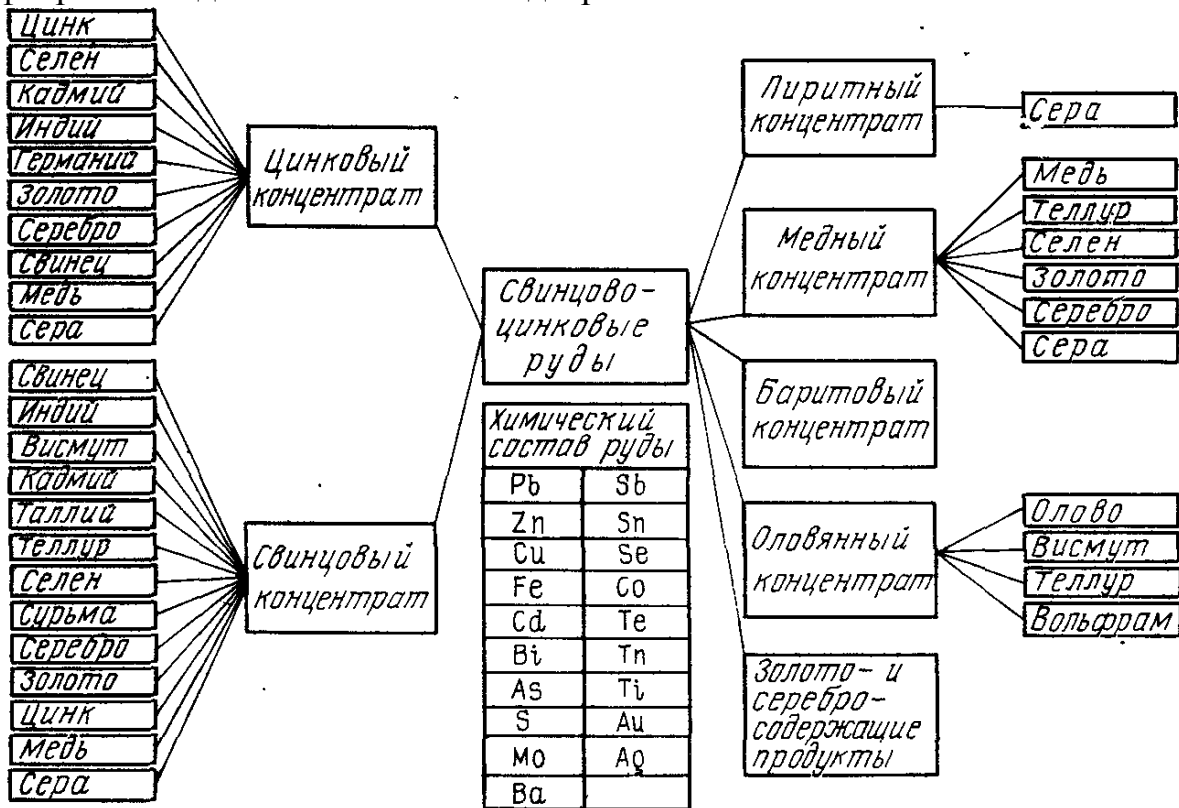 Цинк
Селен
Кадмий
Индий
Германий
Золото
Серебро
Свинец
Медь
Сера
Свинец
Индий
Висмут
Кадмий
Таллий
Теллур
Селен
Сурьма
Серебро
Золото
Цинк
Медь
Сера
Цинковый
концентрат
Свинцовый
концентрат
Свинцово-
цинковые
руды
Химический
состав руды
Pb Sb
Zn Sn
Cu Se
Fe Co
Cd Te
Bi Tn
As Ti
S Au
Mo Ag
Ba
Пиритный
концентрат
Медный
концентрат
Баритовый
концентрат
Оловянный
концентрат
Золото- и
серебро-
содержащие
продукты
Сера
Медь
Теллур
Селен
Золото
Серебро
Сера
Олово
Висмут
Теллур
Вольфрам